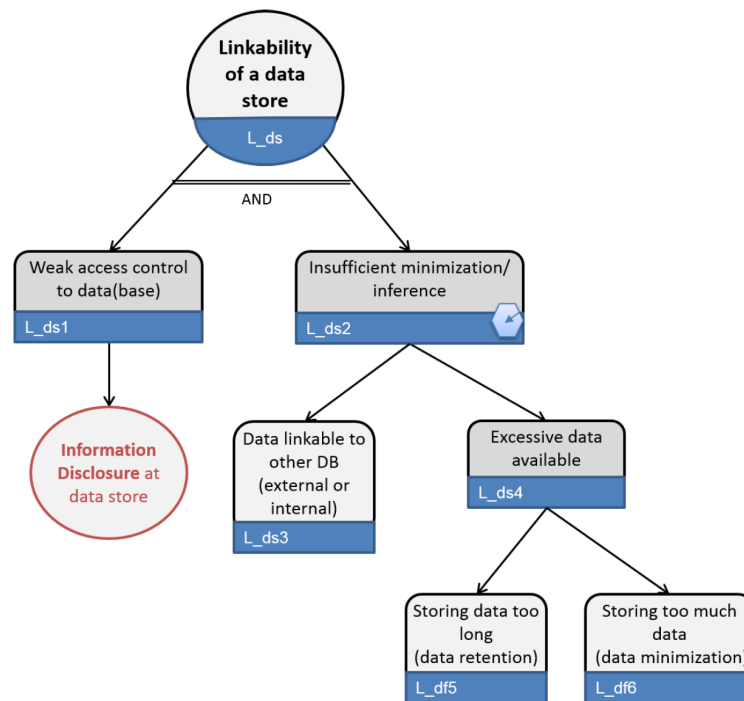 Linkability
of a data
store
L_ds
AND
Weak access control
to data(base)
L_ds1
Insufficient minimization/
inference
L_ds2
Information
Disclosure at
data store
Data linkable to
other DB
(external or
internal)
L_ds3
Excessive data
available
L_ds4
Storing data too
long
(data retention)
L_df5
Storing too much
data
(data minimization)
L_df6